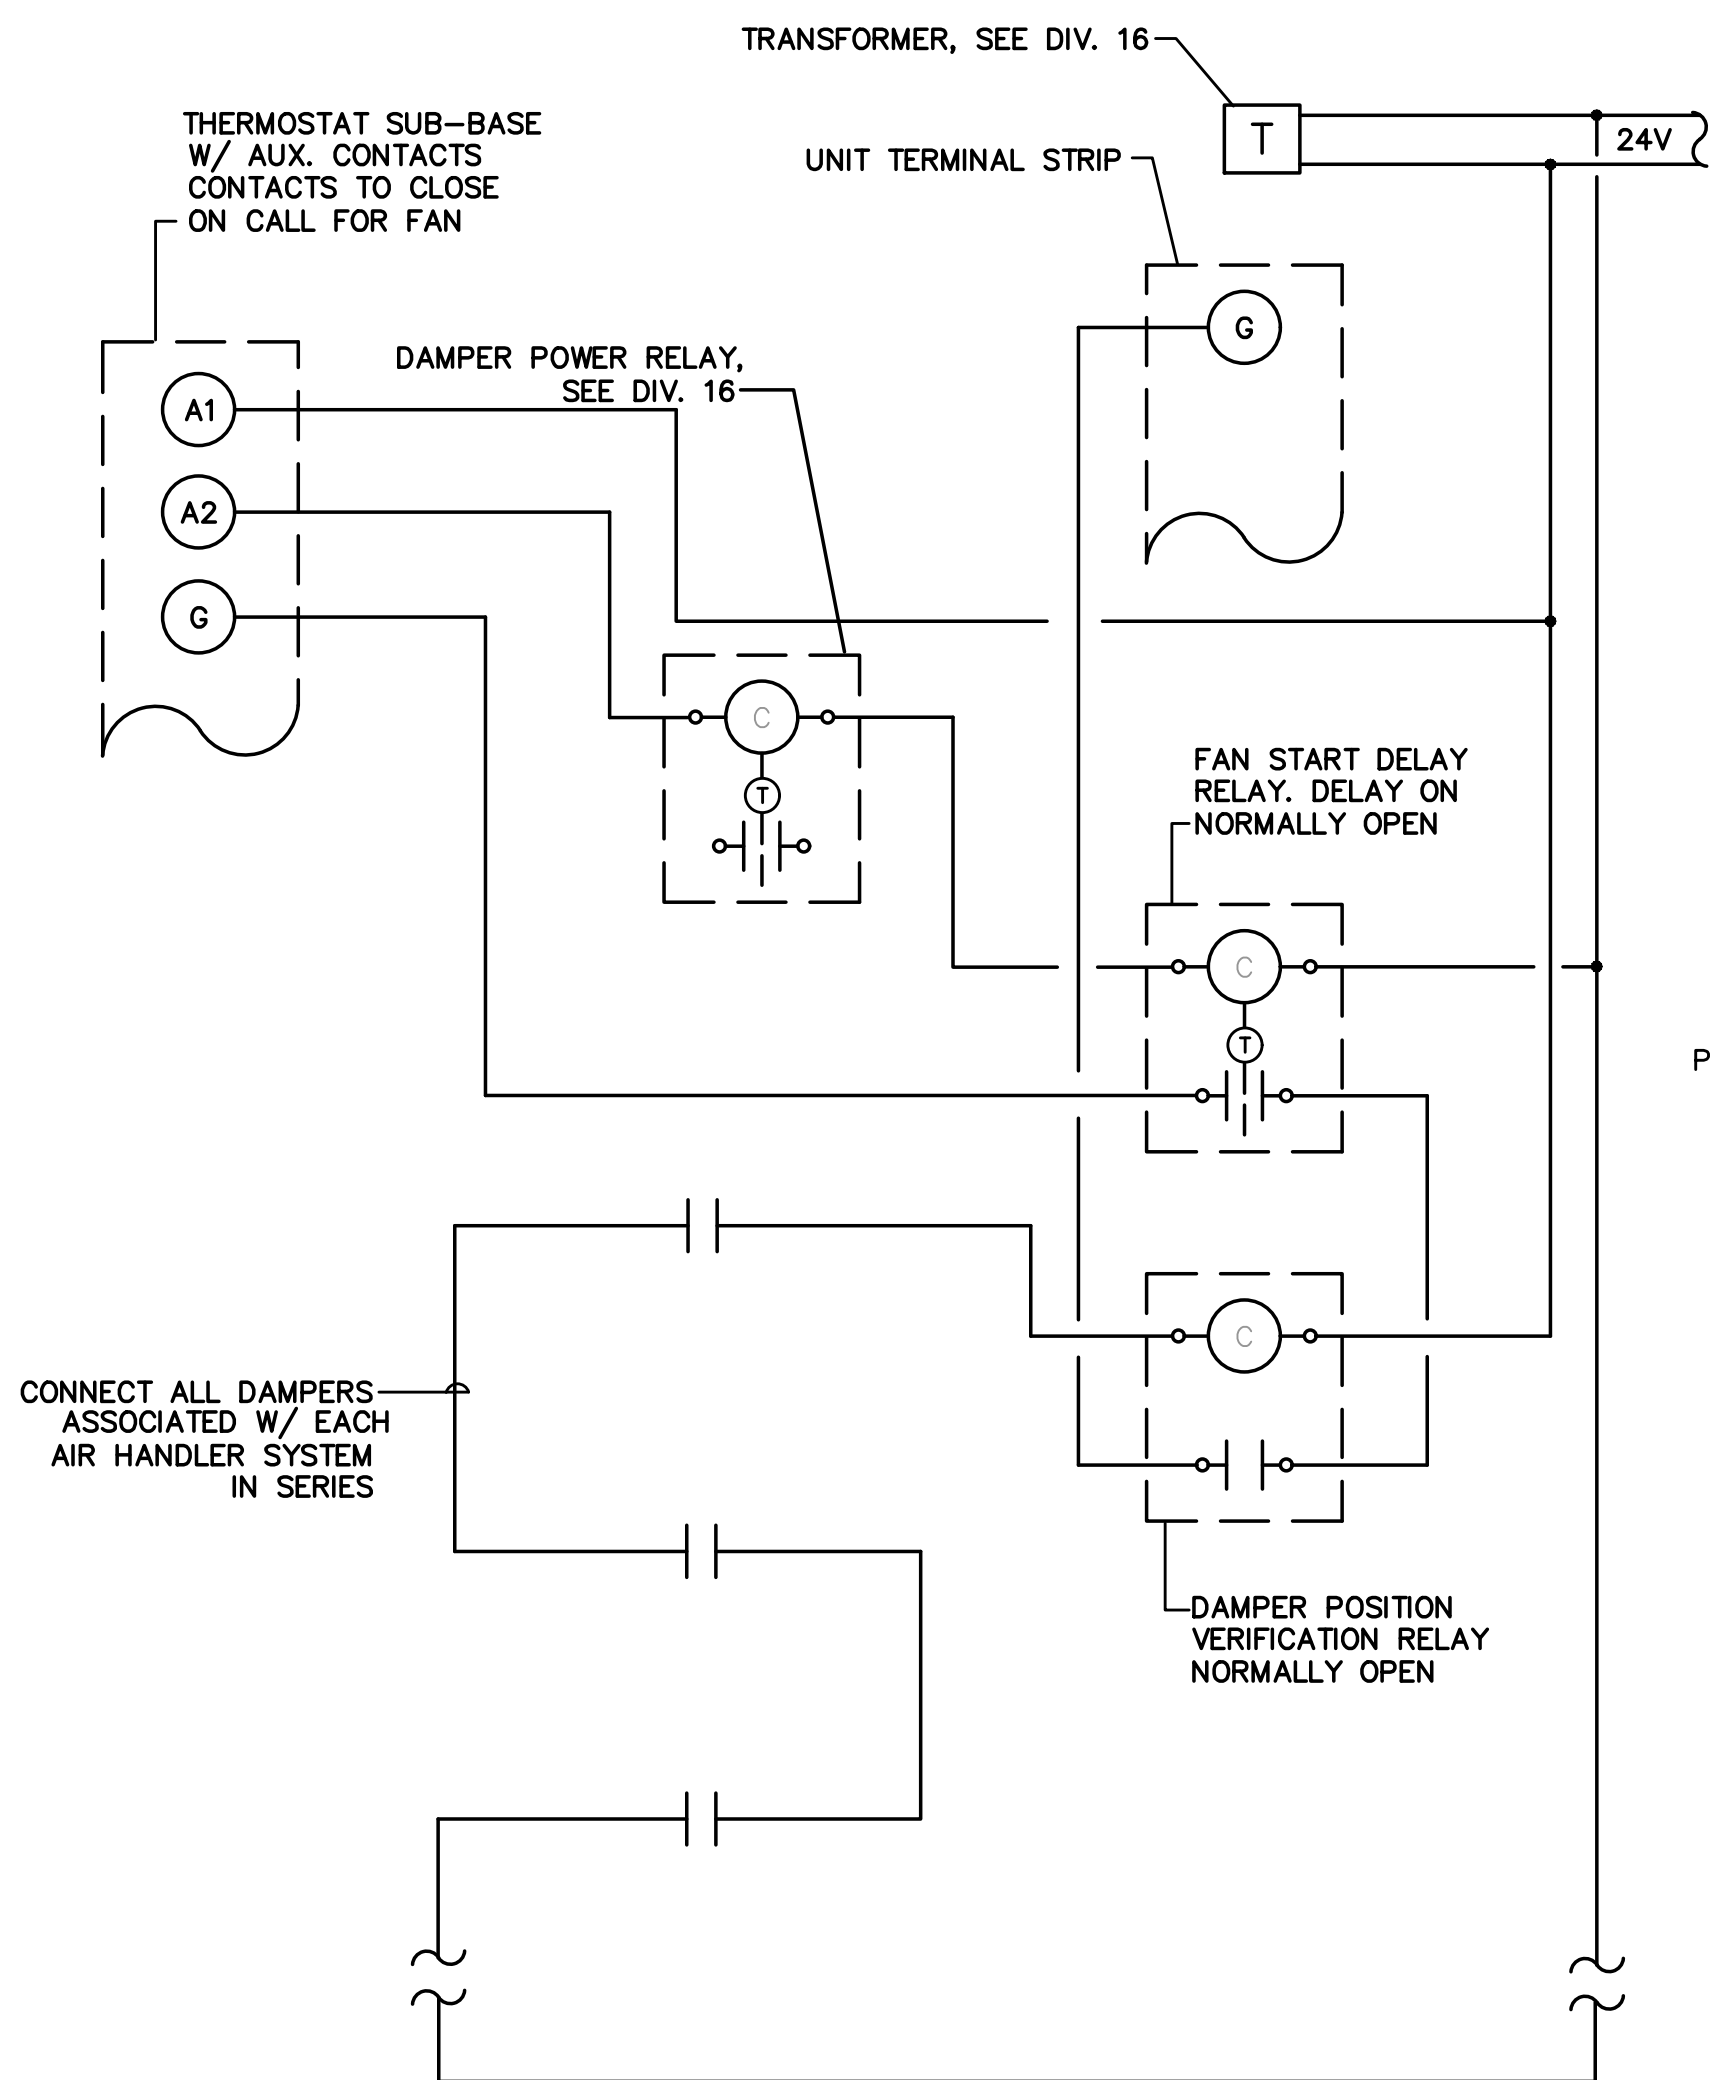 TRANSFORMER, SEE DIV. 16
T
24V
THERMOSTAT SUB-BASE
W/ AUX. CONTACTS
CONTACTS TO CLOSE
ON CALL FOR FAN
UNIT TERMINAL STRIP
G
DAMPER POWER RELAY,
SEE DIV. 16
A1
A2
G
C
T
FAN START DELAY
RELAY. DELAY ON
NORMALLY OPEN
C
T
P
C
CONNECT ALL DAMPERS
ASSOCIATED W/ EACH
AIR HANDLER SYSTEM
IN SERIES
DAMPER POSITION
VERIFICATION RELAY
NORMALLY OPEN